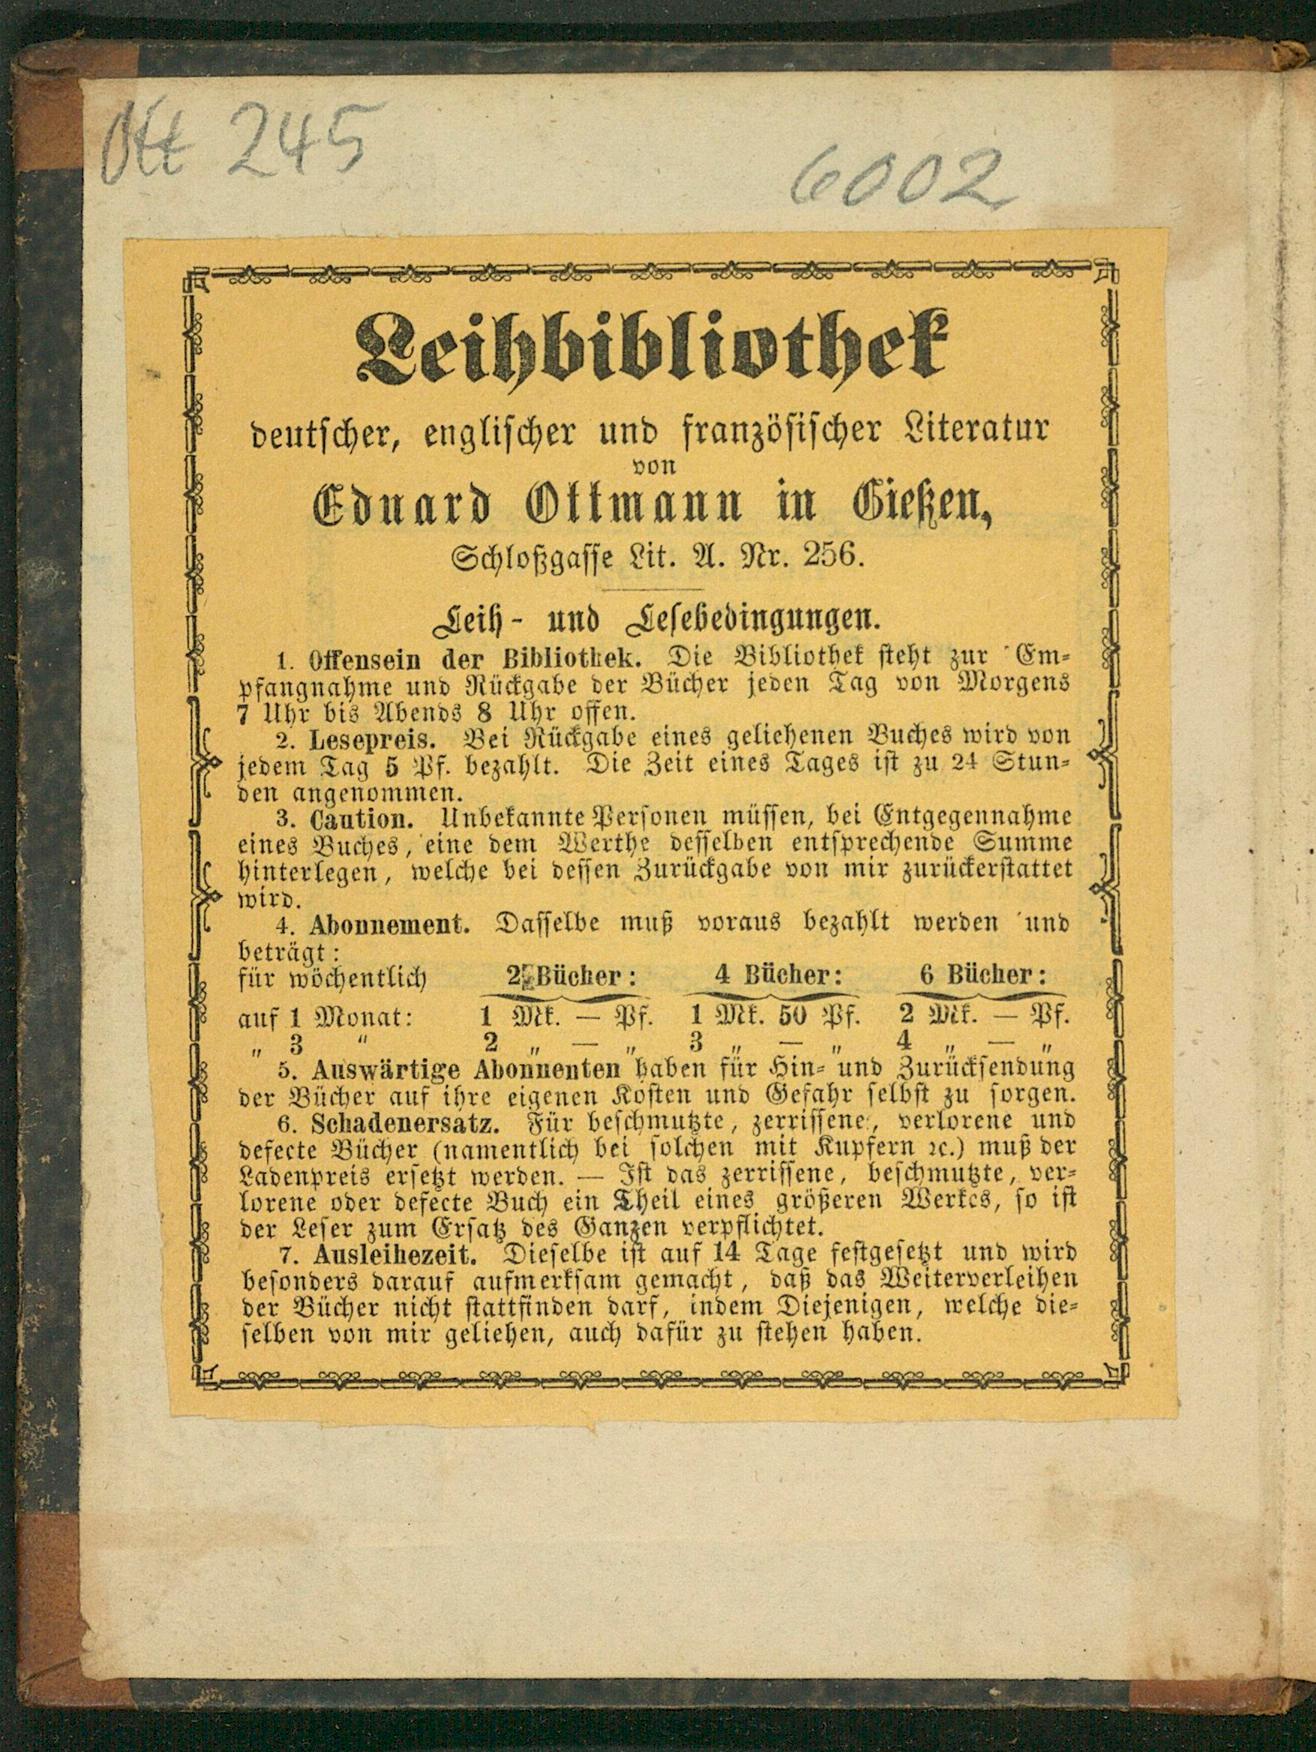 Ott 245
6002
Leihbibliothek
deutscher, englischer und französischer Literatur
von
Eduard Ottmann in Gießen,
Schloßgasse Lit. A. Nr. 256.
Leih- und Lesebedingungen.
1. Offensein der Bibliothek. Die Bibliothek steht zur Em-
pfangnahme und Rückgabe der Bücher jeden Tag von Morgens
7 Uhr bis Abends 8 Uhr offen.
2. Lesepreis. Bei Rückgabe eines geliehenen Buches wird von
jedem Tag 5 Pf. bezahlt. Die Zeit eines Tages ist zu 24 Stun-
den angenommen.
3. Caution. Unbekannte Personen müssen, bei Entgegennahme
eines Buches, eine dem Werthe desselben entsprechende Summe
hinterlegen, welche bei dessen Zurückgabe von mir zurückerstattet
wird.
4. Abonnement. Dasselbe muß voraus bezahlt werden und
beträgt:
für wöchentlich 2 Bücher: 4 Bücher: 6 Bücher:
auf 1 Monat: 1 Mk. — Pf. 1 Mk. 50 Pf. 2 Mk. — Pf.
„ 3 " 2 „ — „ 3 „ — „ 4 „ — „
5. Auswärtige Abonnenten haben für Hin- und Zurücksendung
der Bücher auf ihre eigenen Kosten und Gefahr selbst zu sorgen.
6. Schadenersatz. Für beschmutzte, zerrissene, verlorene und
defecte Bücher (namentlich bei solchen mit Kupfern ꝛc.) muß der
Ladenpreis ersetzt werden. — Ist das zerrissene, beschmutzte, ver-
lorene oder defecte Buch ein Theil eines größeren Werkes, so ist
der Leser zum Ersatz des Ganzen verpflichtet.
7. Ausleihezeit. Dieselbe ist auf 14 Tage festgesetzt und wird
besonders darauf aufmerksam gemacht, daß das Weiterverleihen
der Bücher nicht stattfinden darf, indem Diejenigen, welche die-
selben von mir geliehen, auch dafür zu stehen haben.